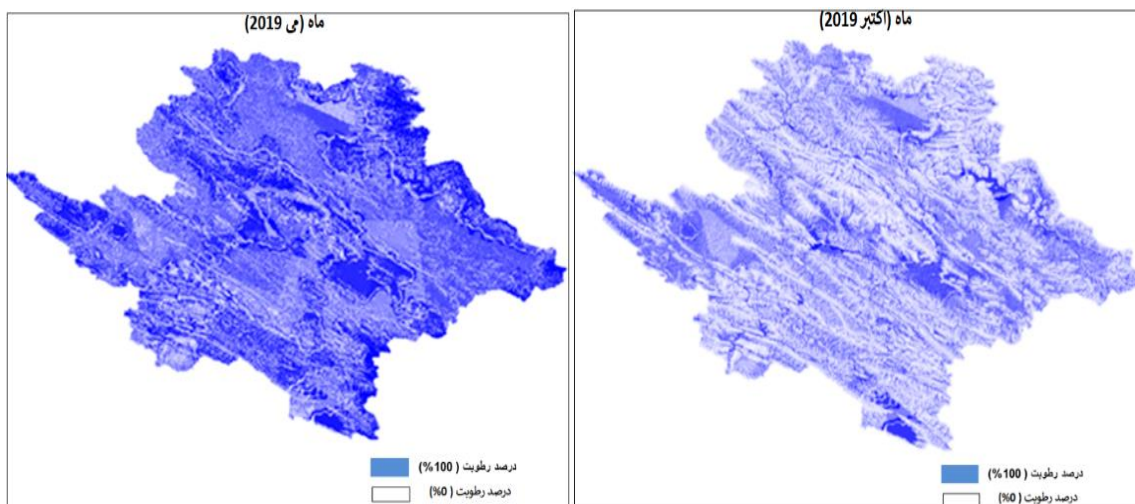 ماه (می 2019)
درصد رطوبت ( 100%)
درصد رطوبت ( 0%)
ماه (اکتبر 2019)
درصد رطوبت ( 100%)
درصد رطوبت ( 0%)